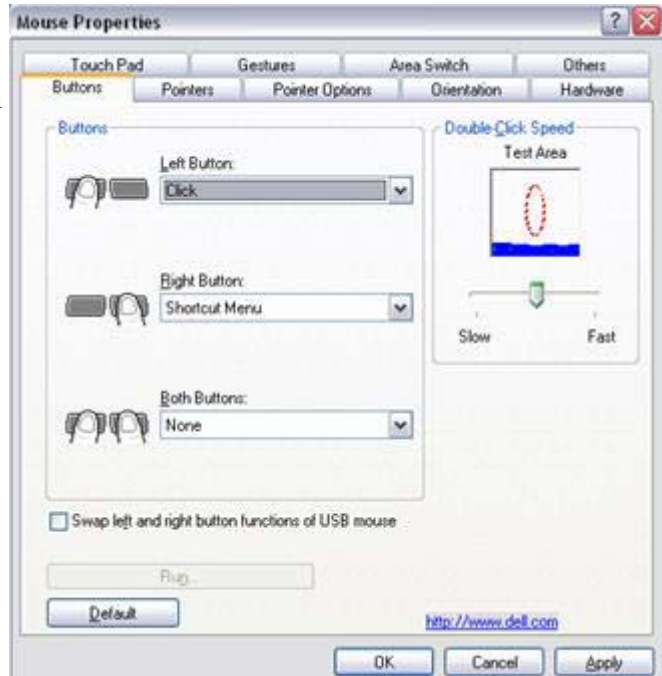 Mouse Properties
Touch Pad Gestures Area Switch Others
Buttons Pointers Pointer Options Orientation Hardware
Buttons
Double-Click Speed
Test Area
Left Button:
Click
Right Button:
Shortcut Menu
Slow Fast
Both Buttons:
None
Swap left and right button functions of USB mouse
Run...
Default
http://www.dell.com
OK Cancel Apply